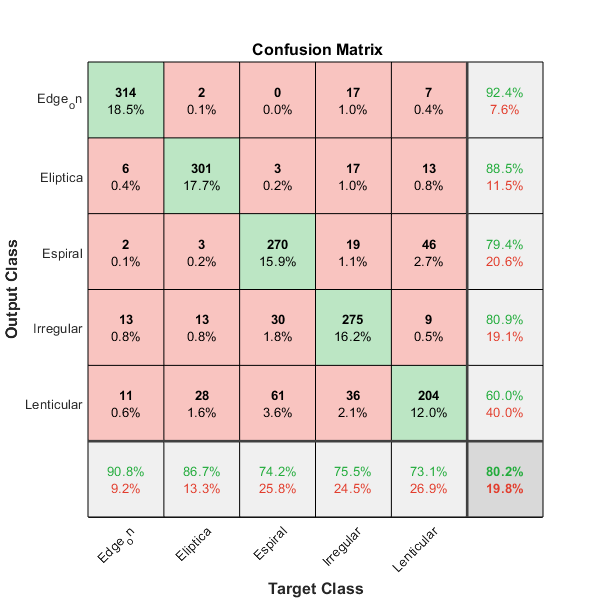 Confusion Matrix
Edge_on 314 2 0 17 7 92.4%
18.5% 0.1% 0.0% 1.0% 0.4% 7.6%
Eliptica 6 301 3 17 13 88.5%
0.4% 17.7% 0.2% 1.0% 0.8% 11.5%
Espiral 2 3 270 19 46 79.4%
0.1% 0.2% 15.9% 1.1% 2.7% 20.6%
Irregular 13 13 30 275 9 80.9%
0.8% 0.8% 1.8% 16.2% 0.5% 19.1%
Lenticular 11 28 61 36 204 60.0%
0.6% 1.6% 3.6% 2.1% 12.0% 40.0%
90.8% 86.7% 74.2% 75.5% 73.1% 80.2%
9.2% 13.3% 25.8% 24.5% 26.9% 19.8%
Edge_on Eliptica Espiral Irregular Lenticular
Target Class
Output Class